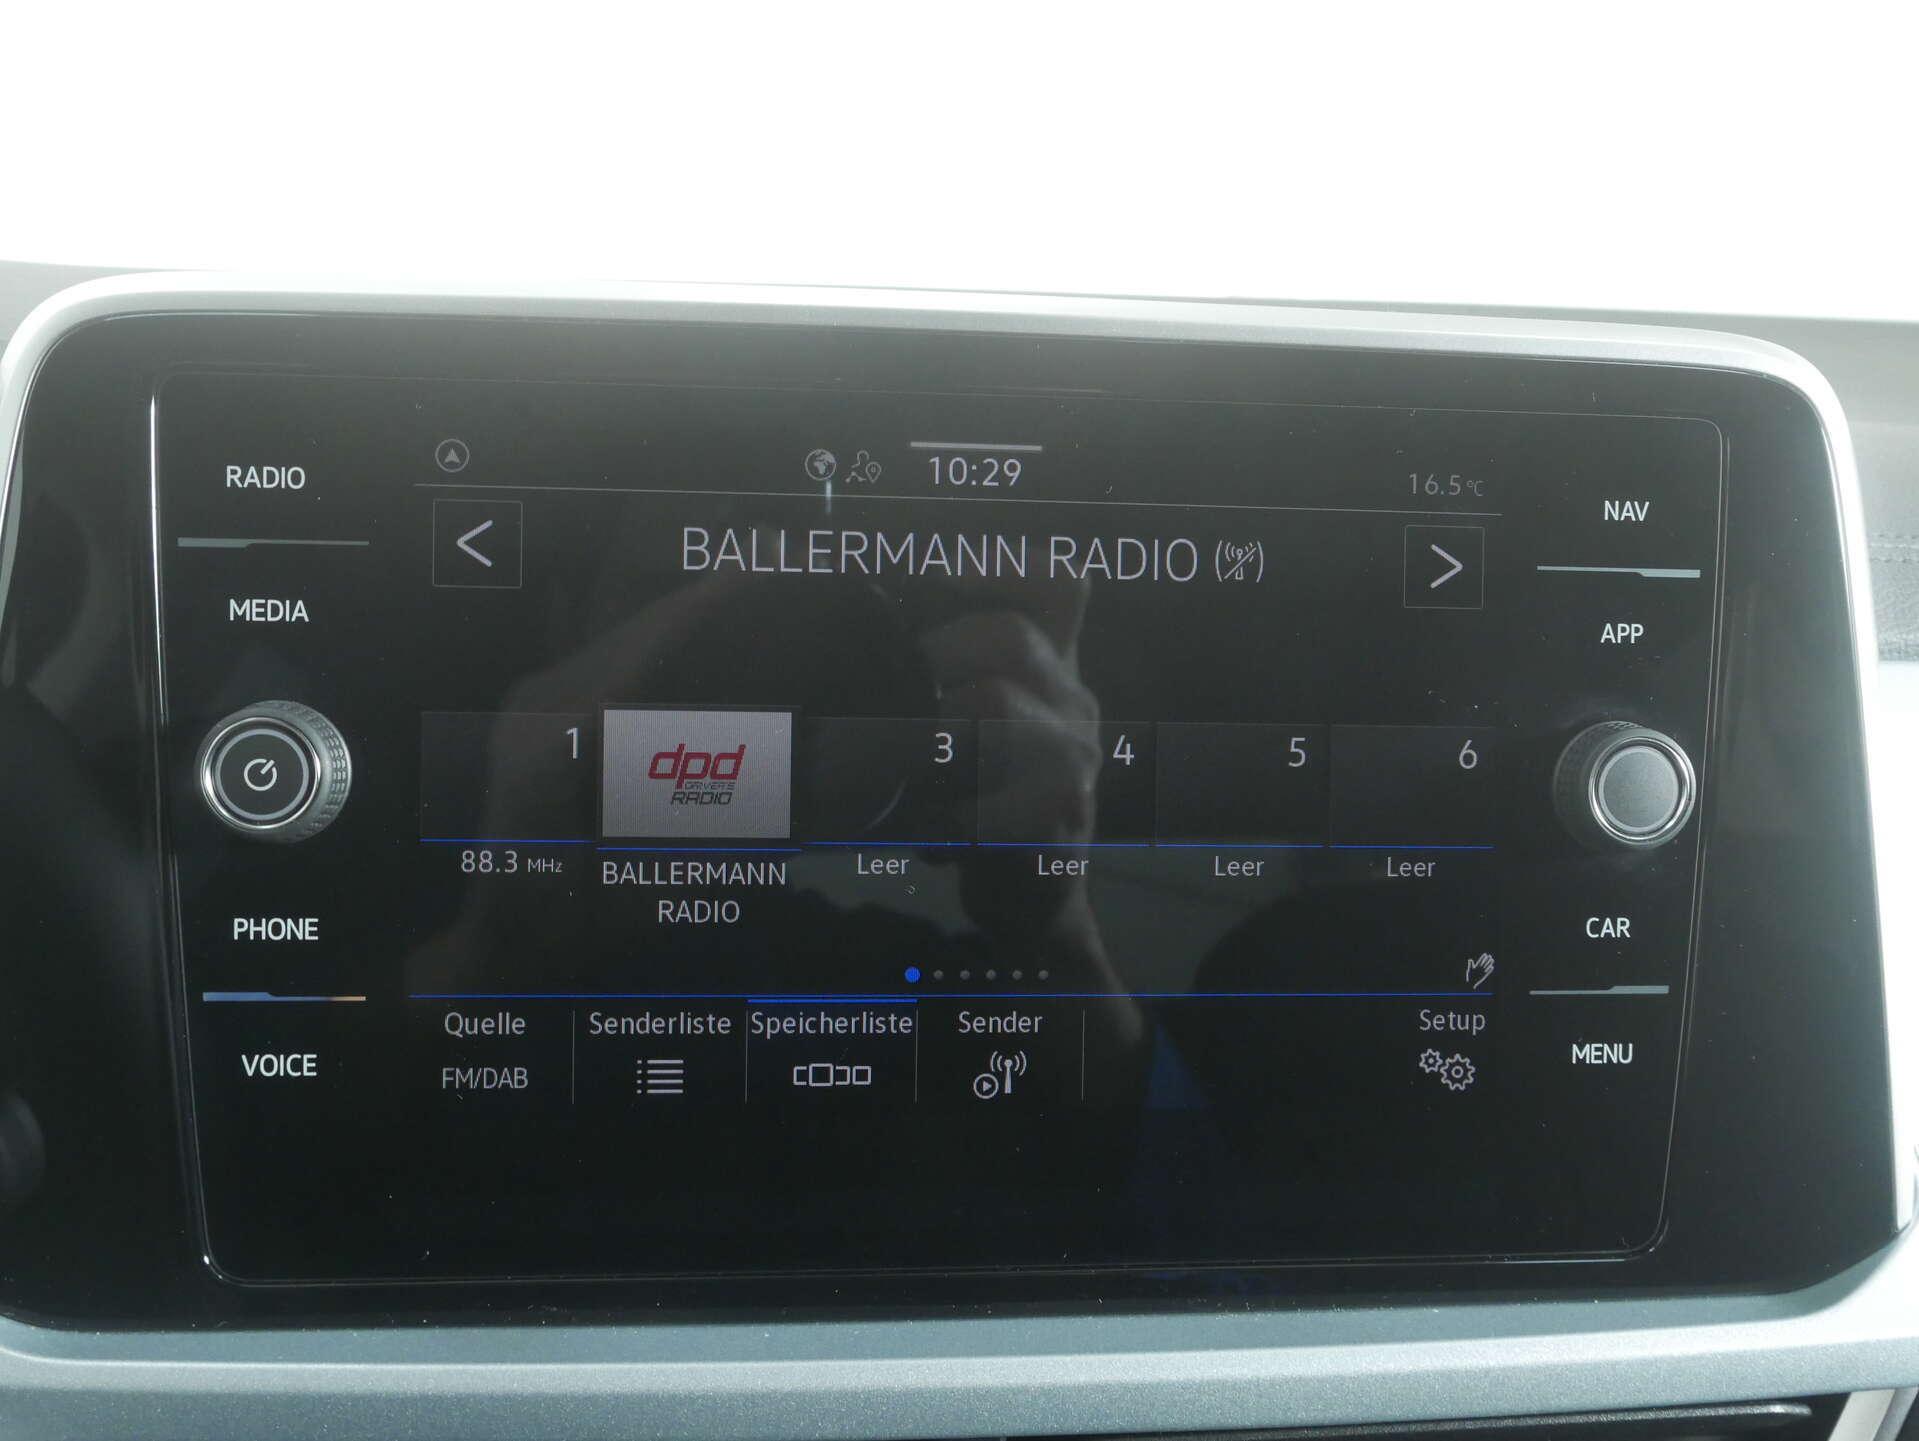 RADIO
MEDIA
PHONE
VOICE
10:29
16.5°C
< BALLERMANN RADIO >
1
dpd
DRIVER'S
RADIO
3
4
5
6
88.3 MHz
BALLERMANN
RADIO
Leer
Leer
Leer
Leer
Quelle
FM/DAB
Senderliste
Speicherliste
Sender
Setup
NAV
APP
CAR
MENU